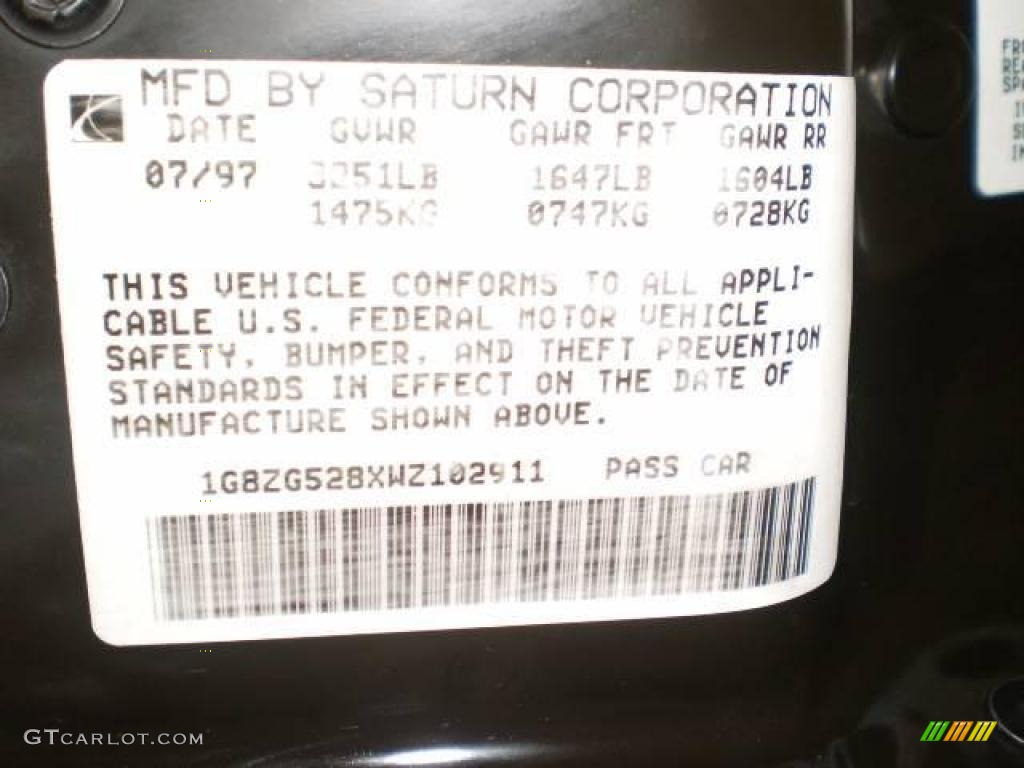 MFD BY SATURN CORPORATION
DATE GVWR GAWR FRT GAWR RR
07/97 3251LB 1647LB 1604LB
1475KG 0747KG 0728KG
THIS VEHICLE CONFORMS TO ALL APPLI-
CABLE U.S. FEDERAL MOTOR VEHICLE
SAFETY, BUMPER, AND THEFT PREVENTION
STANDARDS IN EFFECT ON THE DATE OF
MANUFACTURE SHOWN ABOVE.
1G8ZG528XWZ102911 PASS CAR
GTCARLOT.COM